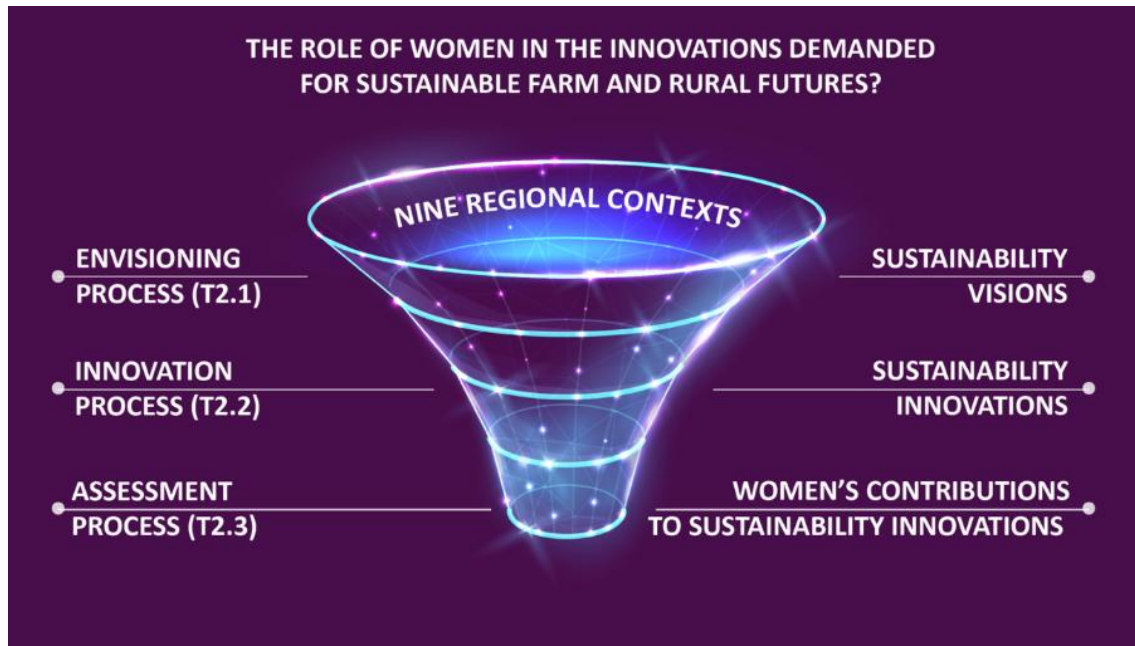 THE ROLE OF WOMEN IN THE INNOVATIONS DEMANDED
FOR SUSTAINABLE FARM AND RURAL FUTURES?
NINE REGIONAL CONTEXTS
ENVISIONING
PROCESS (T2.1)
SUSTAINABILITY
VISIONS
INNOVATION
PROCESS (T2.2)
SUSTAINABILITY
INNOVATIONS
ASSESSMENT
PROCESS (T2.3)
WOMEN'S CONTRIBUTIONS
TO SUSTAINABILITY INNOVATIONS